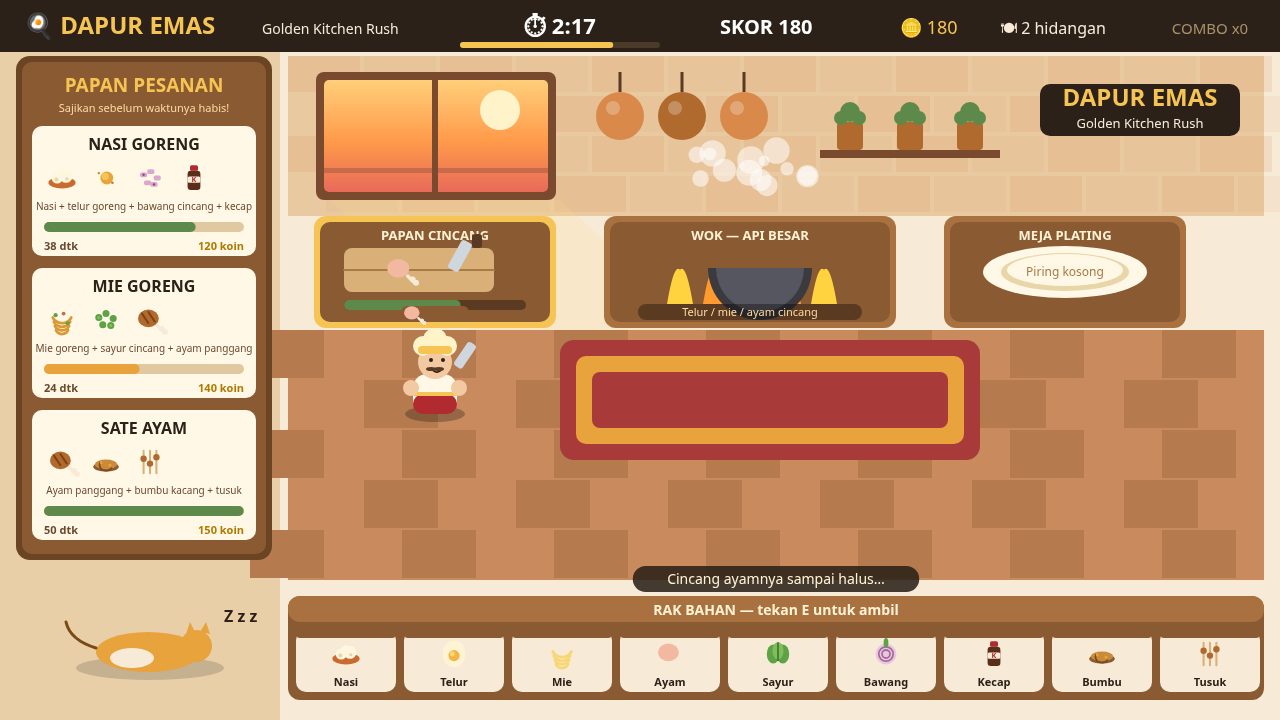 DAPUR EMAS
Golden Kitchen Rush
2:17
SKOR 180
180
2 hidangan
COMBO x0
PAPAN PESANAN
Sajikan sebelum waktunya habis!
NASI GORENG
K
Nasi + telur goreng + bawang cincang + kecap
38 dtk
120 koin
MIE GORENG
Mie goreng + sayur cincang + ayam panggang
24 dtk
140 koin
SATE AYAM
Ayam panggang + bumbu kacang + tusuk
50 dtk
150 koin
Z z z
DAPUR EMAS
Golden Kitchen Rush
PAPAN CINCANG
WOK — API BESAR
Telur / mie / ayam cincang
MEJA PLATING
Piring kosong
Cincang ayamnya sampai halus...
RAK BAHAN — tekan E untuk ambil
Nasi
Telur
Mie
Ayam
Sayur
Bawang
K
Kecap
Bumbu
Tusuk